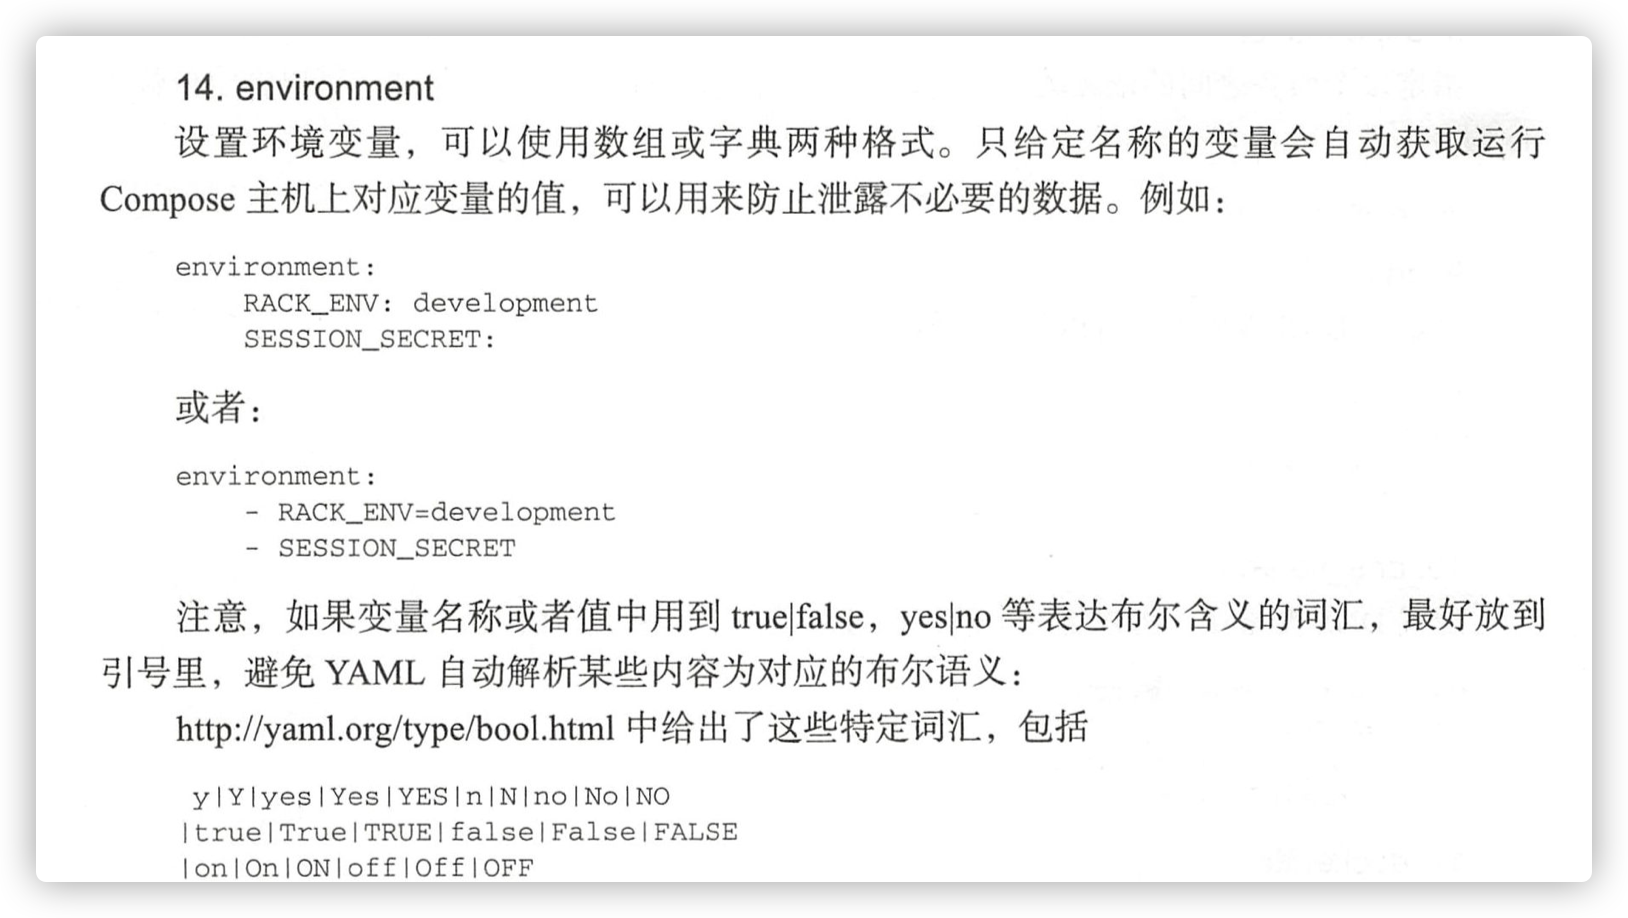 14. environment
设置环境变量，可以使用数组或字典两种格式。只给定名称的变量会自动获取运行
Compose 主机上对应变量的值，可以用来防止泄露不必要的数据。例如：
environment:
    RACK_ENV: development
    SESSION_SECRET:
或者：
environment:
    - RACK_ENV=development
    - SESSION_SECRET
注意，如果变量名称或者值中用到 true|false，yes|no 等表达布尔含义的词汇，最好放到
引号里，避免 YAML 自动解析某些内容为对应的布尔语义：
http://yaml.org/type/bool.html 中给出了这些特定词汇，包括
y|Y|yes|Yes|YES|n|N|no|No|NO
|true|True|TRUE|false|False|FALSE
|on|On|ON|off|Off|OFF